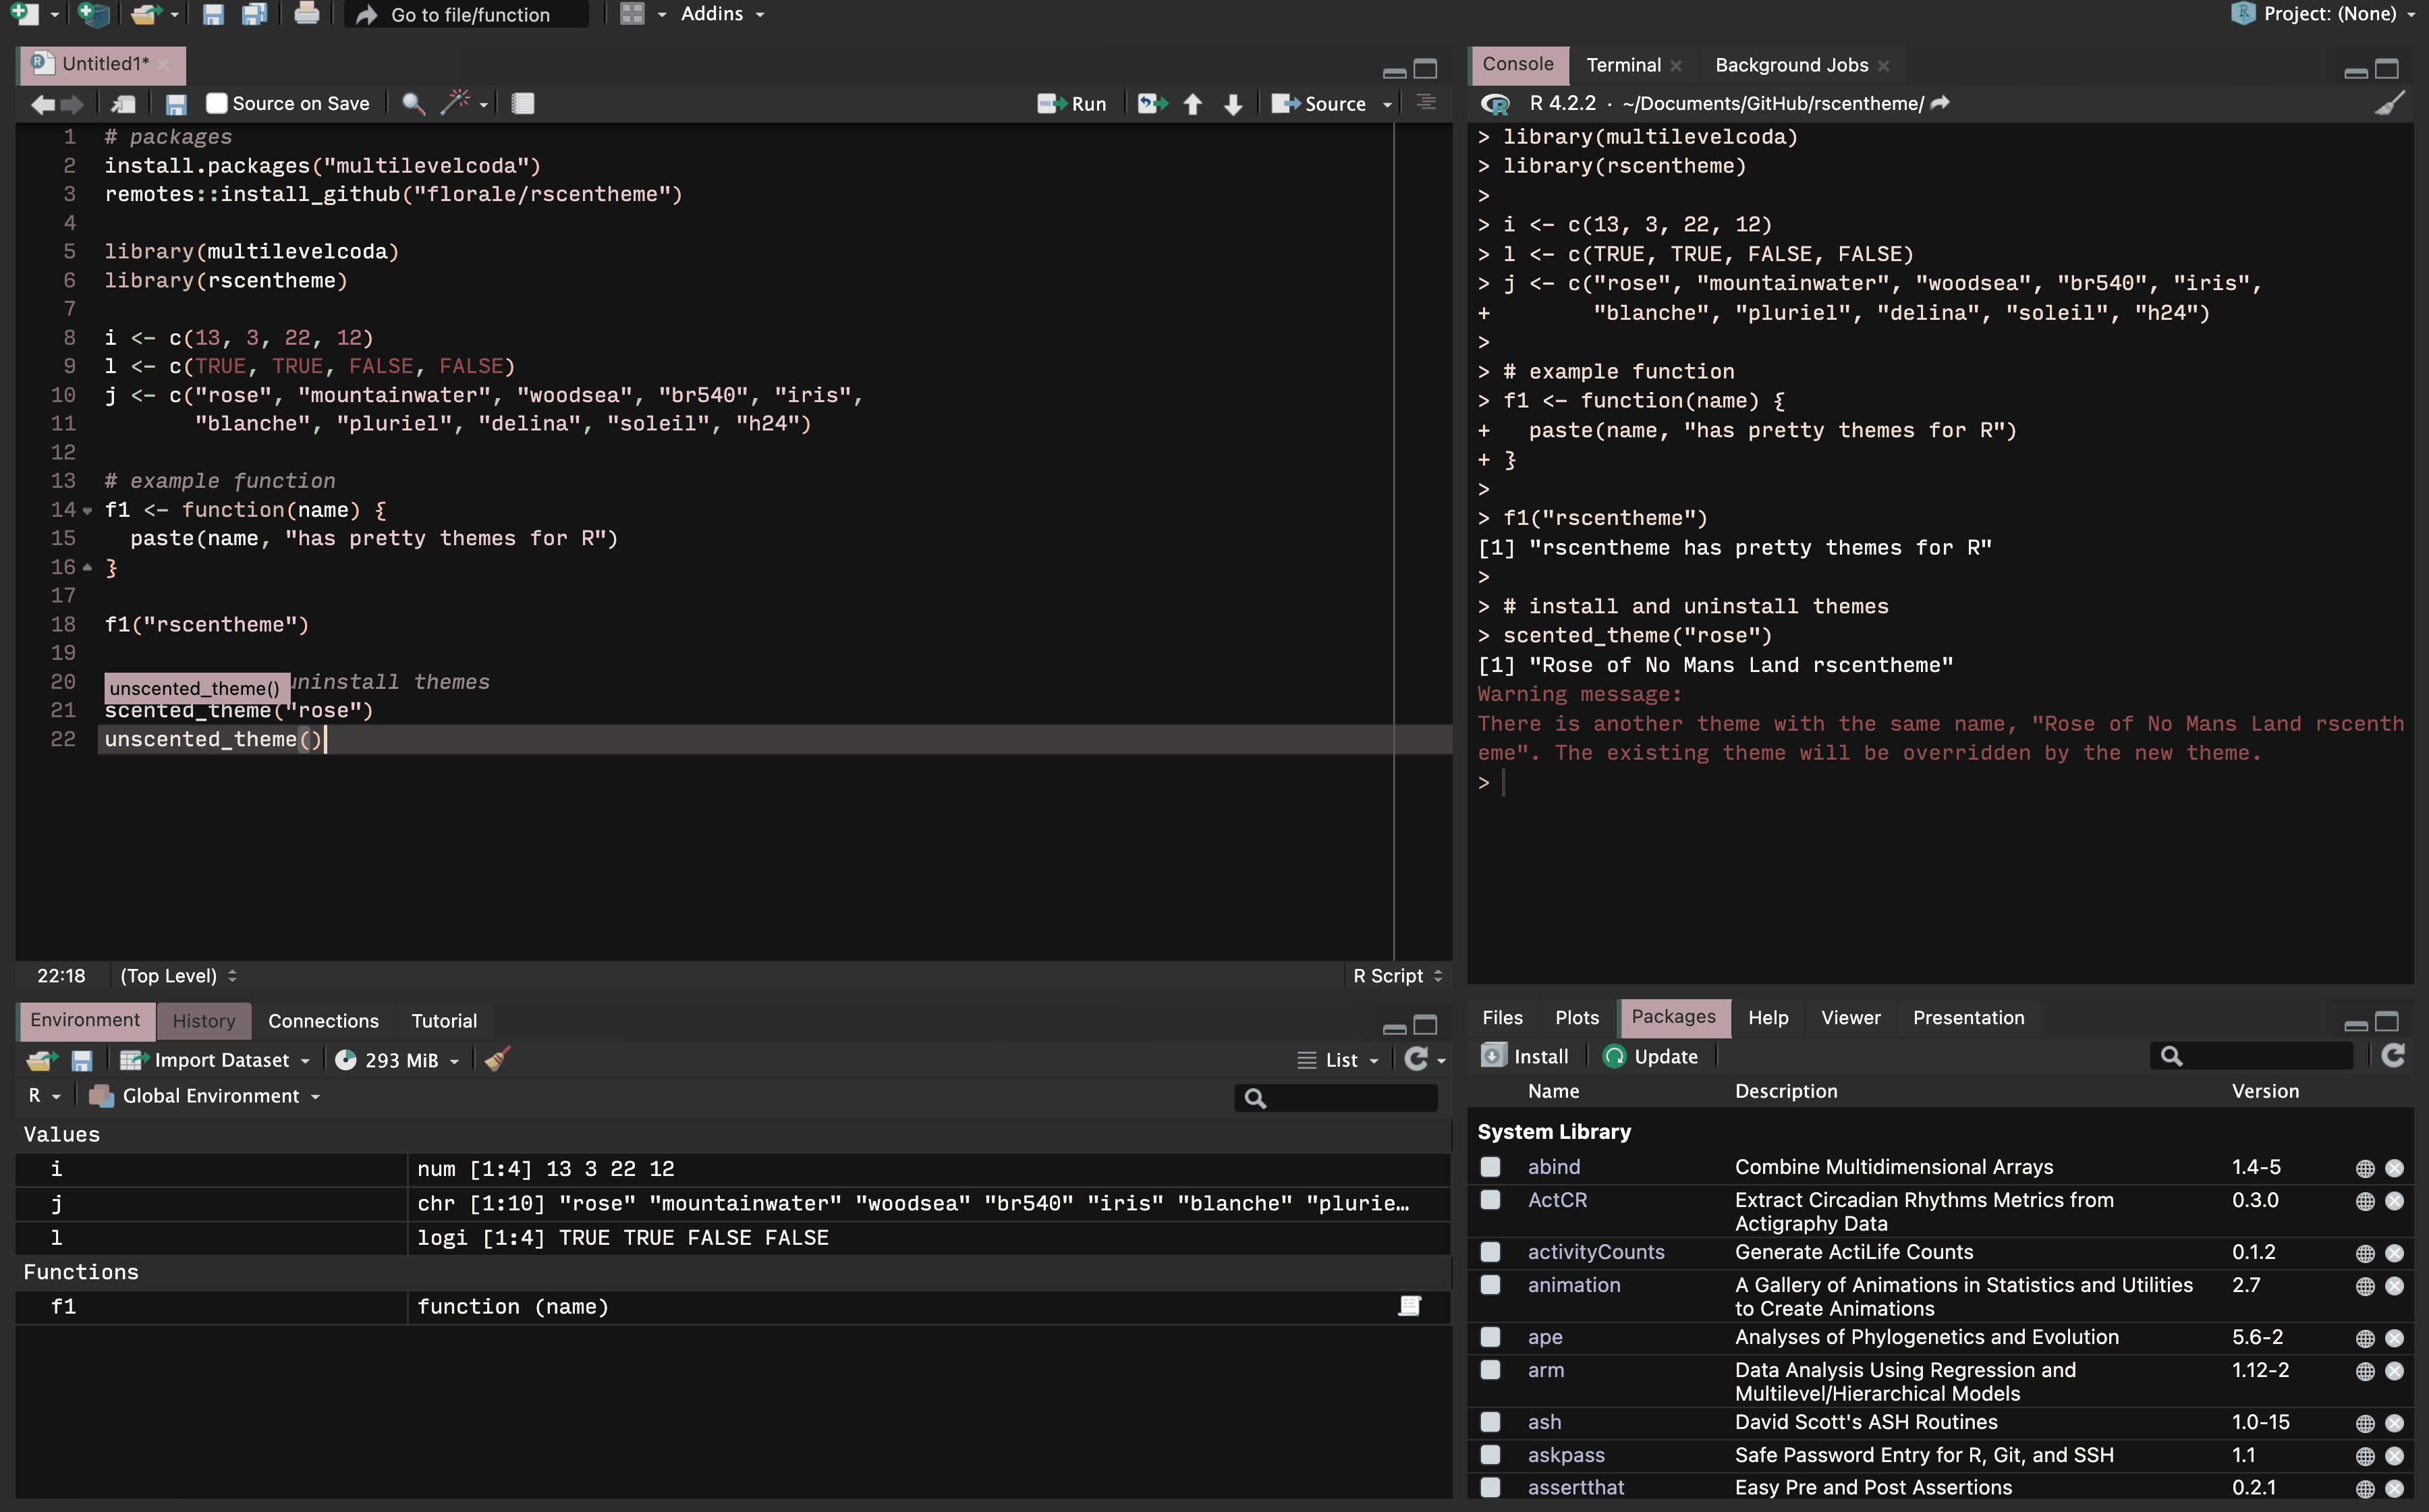 Go to file/function
Addins
Project: (None)
Untitled1*
Source on Save
Run
Source
1 # packages
2 install.packages("multilevelcoda")
3 remotes::install_github("florale/rscentheme")
4
5 library(multilevelcoda)
6 library(rscentheme)
7
8 i <- c(13, 3, 22, 12)
9 l <- c(TRUE, TRUE, FALSE, FALSE)
10 j <- c("rose", "mountainwater", "woodsea", "br540", "iris",
11 "blanche", "pluriel", "delina", "soleil", "h24")
12
13 # example function
14 f1 <- function(name) {
15 paste(name, "has pretty themes for R")
16 }
17
18 f1("rscentheme")
19
20 uninstall themes
unscented_theme()
21 scented_theme("rose")
22 unscented_theme()
22:18 (Top Level)
R Script
Console
Terminal
Background Jobs
R 4.2.2 · ~/Documents/GitHub/rscentheme/
> library(multilevelcoda)
> library(rscentheme)
>
> i <- c(13, 3, 22, 12)
> l <- c(TRUE, TRUE, FALSE, FALSE)
> j <- c("rose", "mountainwater", "woodsea", "br540", "iris",
+ "blanche", "pluriel", "delina", "soleil", "h24")
>
> # example function
> f1 <- function(name) {
+ paste(name, "has pretty themes for R")
+ }
>
> f1("rscentheme")
[1] "rscentheme has pretty themes for R"
>
> # install and uninstall themes
> scented_theme("rose")
[1] "Rose of No Mans Land rscentheme"
Warning message:
There is another theme with the same name, "Rose of No Mans Land rscenth
eme". The existing theme will be overridden by the new theme.
>
Environment
History
Connections
Tutorial
Import Dataset
293 MiB
List
R
Global Environment
Values
i num [1:4] 13 3 22 12
j chr [1:10] "rose" "mountainwater" "woodsea" "br540" "iris" "blanche" "plurie…
l logi [1:4] TRUE TRUE FALSE FALSE
Functions
f1 function (name)
Files
Plots
Packages
Help
Viewer
Presentation
Install
Update
Name Description Version
System Library
abind Combine Multidimensional Arrays 1.4-5
ActCR Extract Circadian Rhythms Metrics from 0.3.0
Actigraphy Data
activityCounts Generate ActiLife Counts 0.1.2
animation A Gallery of Animations in Statistics and Utilities 2.7
to Create Animations
ape Analyses of Phylogenetics and Evolution 5.6-2
arm Data Analysis Using Regression and 1.12-2
Multilevel/Hierarchical Models
ash David Scott's ASH Routines 1.0-15
askpass Safe Password Entry for R, Git, and SSH 1.1
assertthat Easy Pre and Post Assertions 0.2.1